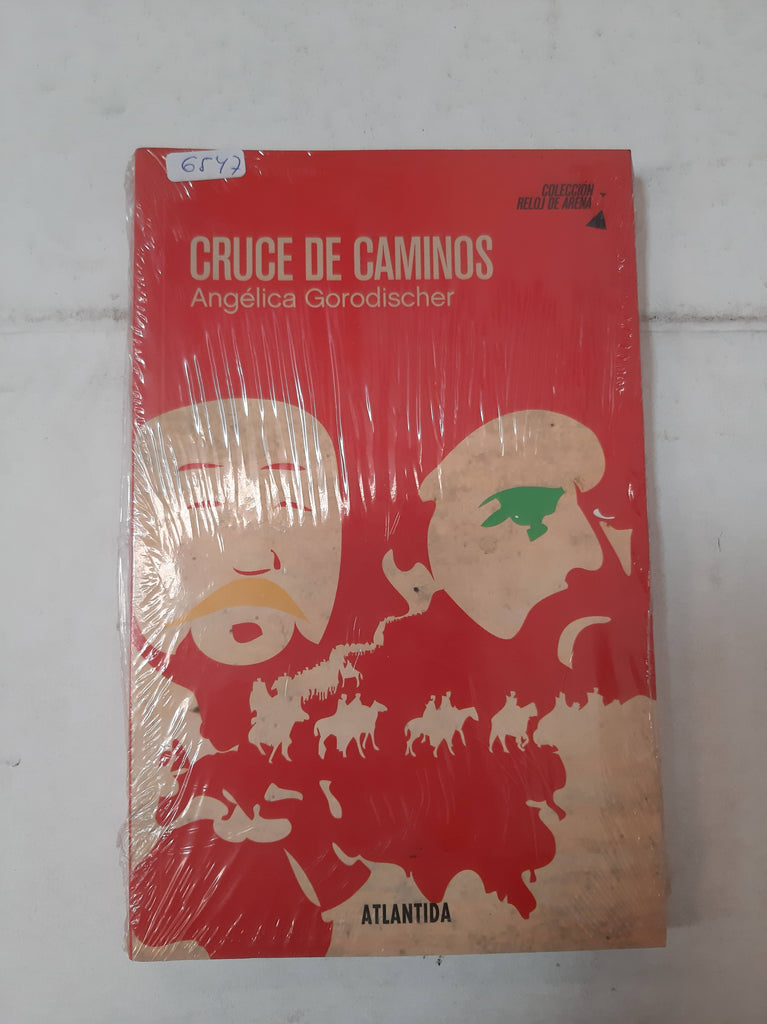 6547
COLECCIÓN
RELOJ DE ARENA
CRUCE DE CAMINOS
Angélica Gorodischer
ATLANTIDA